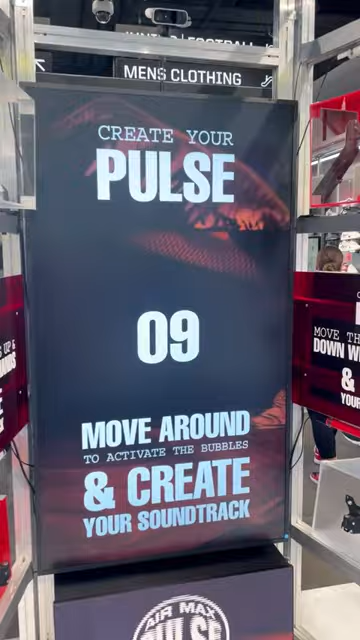 MENS CLOTHING
CREATE YOUR
PULSE
09
MOVE AROUND
TO ACTIVATE THE BUBBLES
& CREATE
YOUR SOUNDTRACK
MOVE
DOWN
&
YOUR
AIR MAX
PULSE